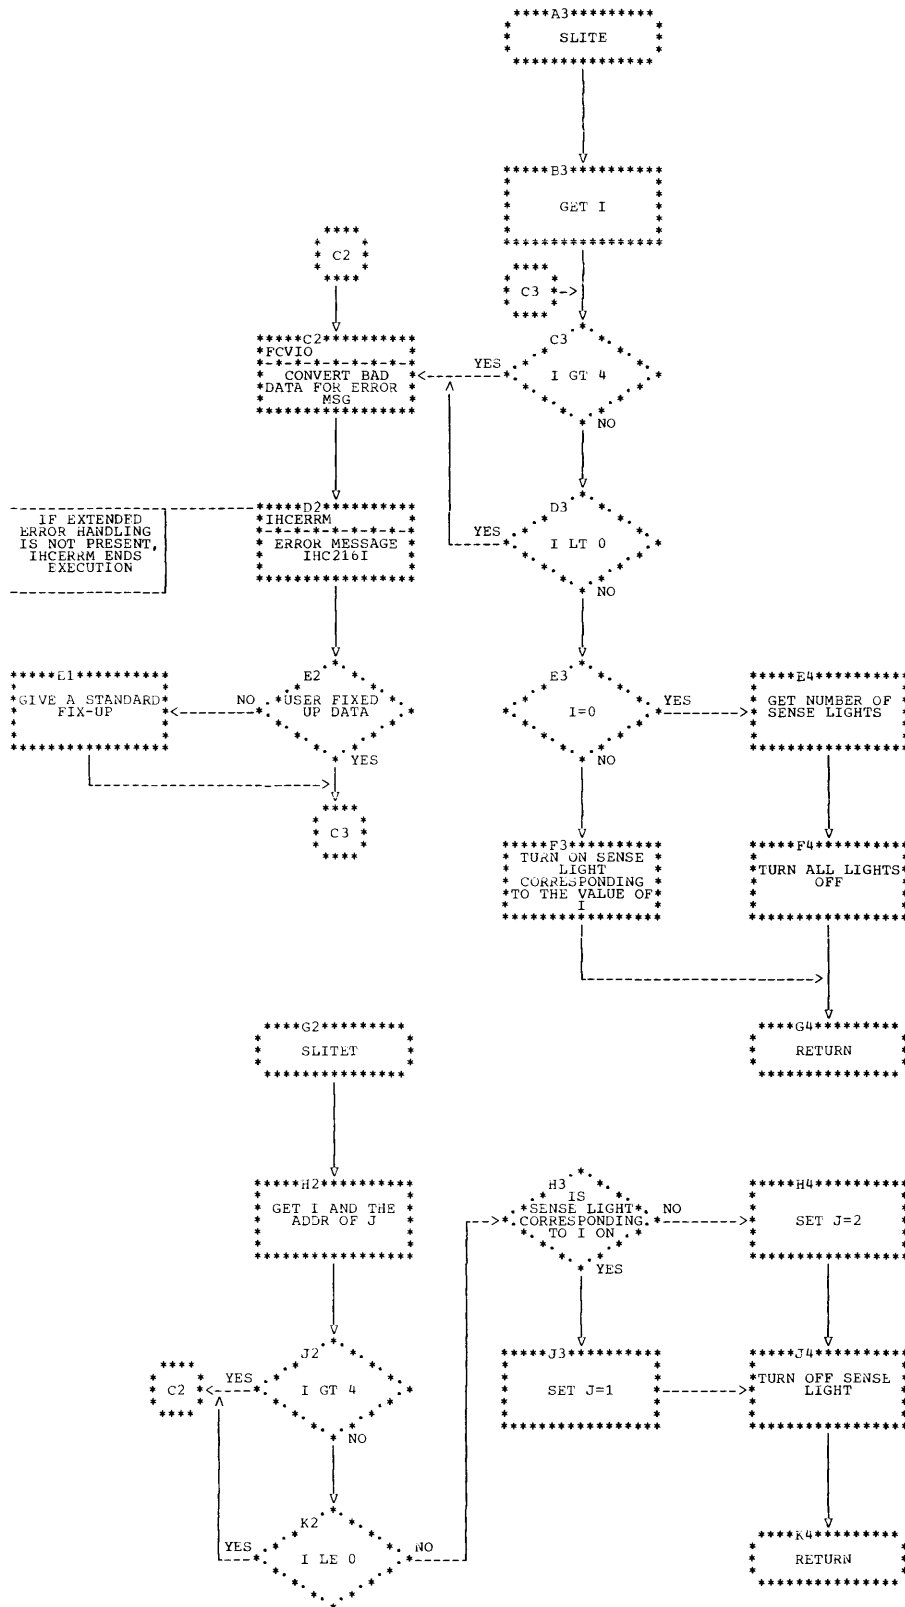 A3
SLITE
B3
GET I
C2
C3
C2
FCVIO
CONVERT BAD
DATA FOR ERROR
MSG
YES
C3
I GT 4
NO
D2
IHCERRM
ERROR MESSAGE
IHC216I
IF EXTENDED
ERROR HANDLING
IS NOT PRESENT,
IHCERRM ENDS
EXECUTION
YES
D3
I LT 0
NO
E1
GIVE A STANDARD
FIX-UP
NO
E2
USER FIXED
UP DATA
YES
E3
I=0
YES
NO
E4
GET NUMBER OF
SENSE LIGHTS
C3
F3
TURN ON SENSE
LIGHT
CORRESPONDING
TO THE VALUE OF
I
F4
TURN ALL LIGHTS
OFF
G2
SLITET
G4
RETURN
H2
GET I AND THE
ADDR OF J
H3
IS
SENSE LIGHT
CORRESPONDING
TO I ON
NO
YES
H4
SET J=2
C2
YES
J2
I GT 4
NO
J3
SET J=1
J4
TURN OFF SENSE
LIGHT
YES
K2
I LE 0
NO
K4
RETURN